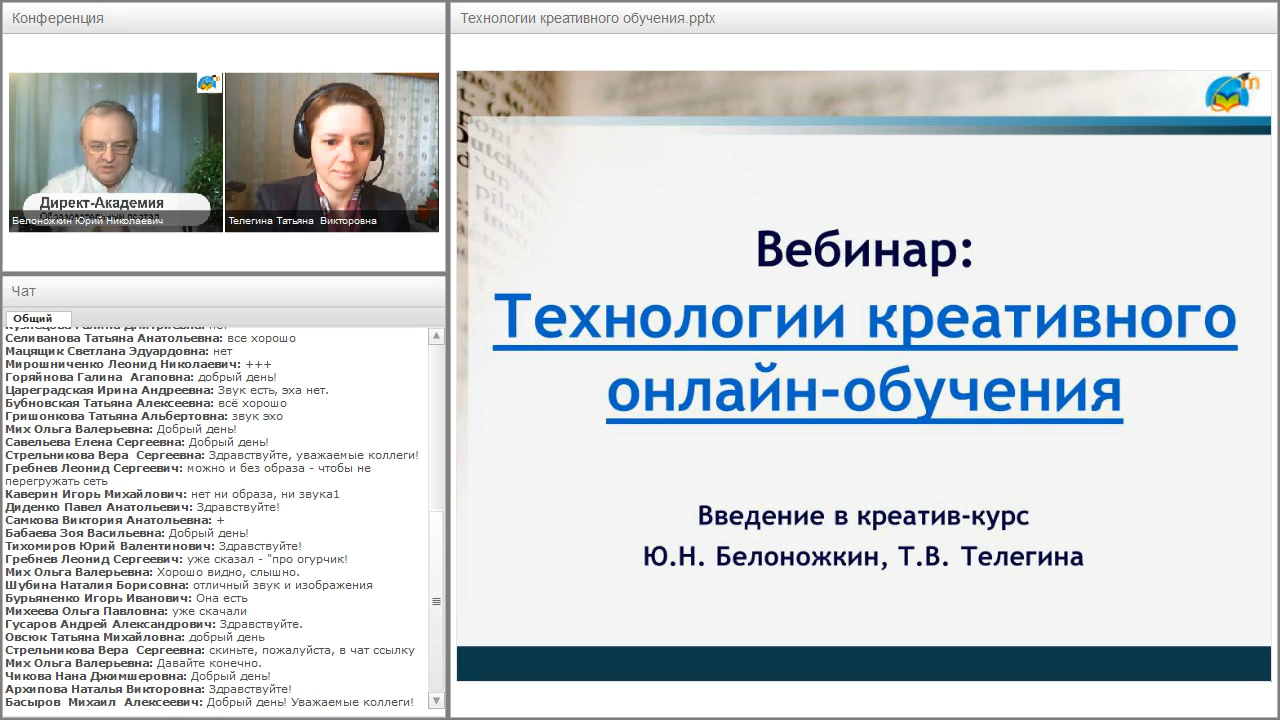 Конференция
Директ-Академия
Белоножкин Юрий Николаевич
Телегина Татьяна Викторовна
Чат
Общий
Селиванова Татьяна Анатольевна: все хорошо
Мацящик Светлана Эдуардовна: нет
Мирошниченко Леонид Николаевич: +++
Горяйнова Галина Агаповна: добрый день!
Цареградская Ирина Андреевна: Звук есть, эха нет.
Бубновская Татьяна Алексеевна: всё хорошо
Гришонкова Татьяна Альбертовна: звук эхо
Мих Ольга Валерьевна: Добрый день!
Савельева Елена Сергеевна: Добрый день!
Стрельникова Вера Сергеевна: Здравствуйте, уважаемые коллеги!
Гребнев Леонид Сергеевич: можно и без образа - чтобы не
перегружать сеть
Каверин Игорь Михайлович: нет ни образа, ни звука1
Диденко Павел Анатольевич: Здравствуйте!
Самкова Виктория Анатольевна: +
Бабаева Зоя Васильевна: Добрый день!
Тихомиров Юрий Валентинович: Здравствуйте!
Гребнев Леонид Сергеевич: уже сказал - "про огурчик!
Мих Ольга Валерьевна: Хорошо видно, слышно.
Шубина Наталия Борисовна: отличный звук и изображения
Бурьяненко Игорь Иванович: Она есть
Михеева Ольга Павловна: уже скачали
Гусаров Андрей Александрович: Здравствуйте.
Овсюк Татьяна Михайловна: добрый день
Стрельникова Вера Сергеевна: скиньте, пожалуйста, в чат ссылку
Мих Ольга Валерьевна: Давайте конечно.
Чикова Нана Джимшеровна: Добрый день!
Архипова Наталья Викторовна: Здравствуйте!
Басыров Михаил Алексеевич: Добрый день! Уважаемые коллеги!
Технологии креативного обучения.pptx
Вебинар:
Технологии креативного
онлайн-обучения
Введение в креатив-курс
Ю.Н. Белоножкин, Т.В. Телегина